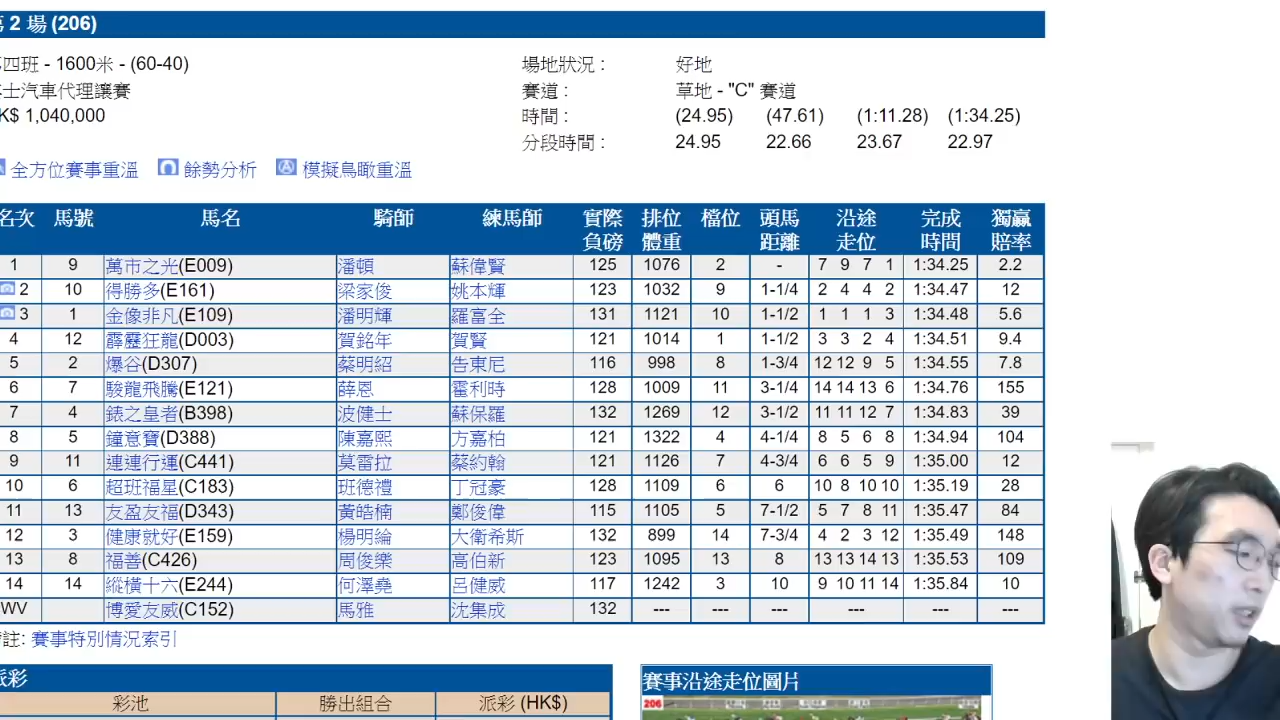 2 場 (206)
四班 - 1600米 - (60-40)
場地狀況 :
好地
士汽車代理讓賽
賽道 :
草地 - "C" 賽道
K$ 1,040,000
時間 :
(24.95) (47.61) (1:11.28) (1:34.25)
分段時間 :
24.95 22.66 23.67 22.97
全方位賽事重溫 餘勢分析 模擬鳥瞰重溫
名次 馬號 馬名 騎師 練馬師 實際負磅 排位體重 檔位 頭馬距離 沿途走位 完成時間 獨贏賠率
1 9 萬市之光(E009) 潘頓 蘇偉賢 125 1076 2 - 7 9 7 1 1:34.25 2.2
2 10 得勝多(E161) 梁家俊 姚本輝 123 1032 9 1-1/4 2 4 4 2 1:34.47 12
3 1 金像非凡(E109) 潘明輝 羅富全 131 1121 10 1-1/2 1 1 1 3 1:34.48 5.6
4 12 霹靂狂龍(D003) 賀銘年 賀賢 121 1014 1 1-1/2 3 3 2 4 1:34.51 9.4
5 2 爆谷(D307) 蔡明紹 告東尼 116 998 8 1-3/4 12 12 9 5 1:34.55 7.8
6 7 駿龍飛騰(E121) 薛恩 霍利時 128 1009 11 3-1/4 14 14 13 6 1:34.76 155
7 4 錶之皇者(B398) 波健士 蘇保羅 132 1269 12 3-1/2 11 11 12 7 1:34.83 39
8 5 鐘意寶(D388) 陳嘉熙 方嘉柏 121 1322 4 4-1/4 8 5 6 8 1:34.94 104
9 11 連連行運(C441) 莫雷拉 蔡約翰 121 1126 7 4-3/4 6 6 5 9 1:35.00 12
10 6 超班福星(C183) 班德禮 丁冠豪 128 1109 6 6 10 8 10 10 1:35.19 28
11 13 友盈友福(D343) 黃皓楠 鄭俊偉 115 1105 5 7-1/2 5 7 8 11 1:35.47 84
12 3 健康就好(E159) 楊明綸 大衛希斯 132 899 14 7-3/4 4 2 3 12 1:35.49 148
13 8 福善(C426) 周俊樂 高伯新 123 1095 13 8 13 13 14 13 1:35.53 109
14 14 縱橫十六(E244) 何澤堯 呂健威 117 1242 3 10 9 10 11 14 1:35.84 10
WV 博愛友威(C152) 馬雅 沈集成 132 --- --- --- --- --- ---
註: 賽事特別情況索引
派彩
賽事沿途走位圖片
彩池 勝出組合 派彩 (HK$)
206